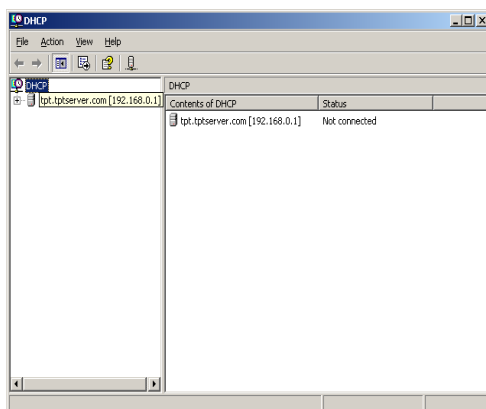 DHCP
File Action View Help
DHCP
tpt.tptserver.com [192.168.0.1]
DHCP
Contents of DHCP Status
tpt.tptserver.com [192.168.0.1] Not connected